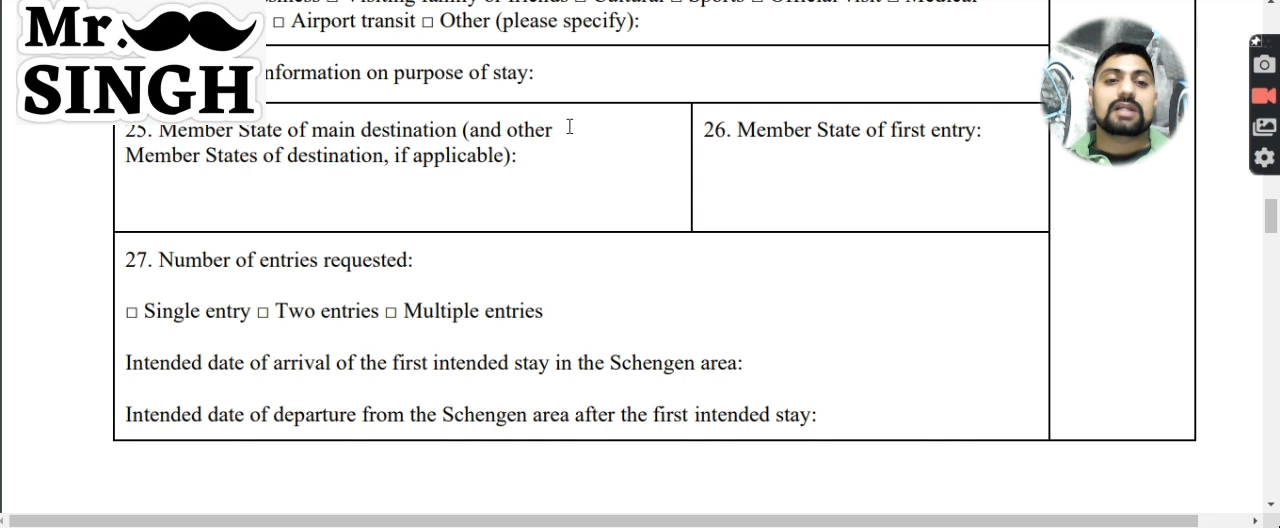 Mr.
SINGH
□ Airport transit □ Other (please specify):
nformation on purpose of stay:
25. Member State of main destination (and other
Member States of destination, if applicable):
26. Member State of first entry:
27. Number of entries requested:
□ Single entry □ Two entries □ Multiple entries
Intended date of arrival of the first intended stay in the Schengen area:
Intended date of departure from the Schengen area after the first intended stay: